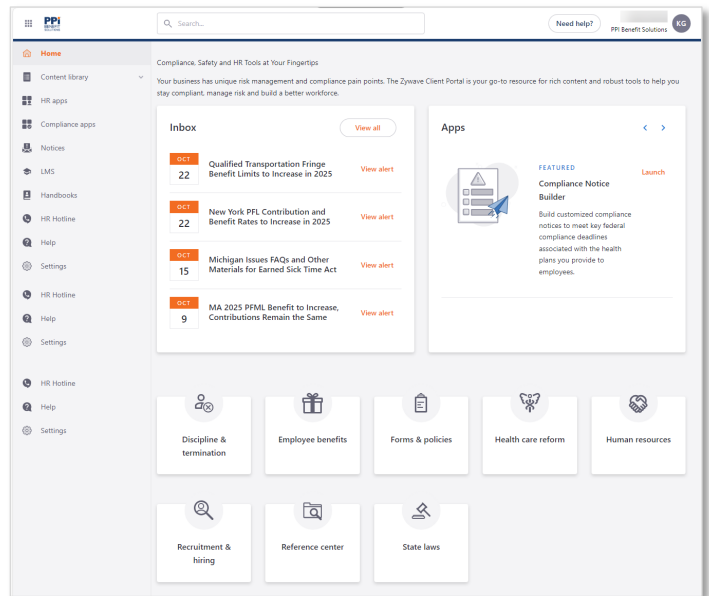 PPI
BENEFIT
SOLUTIONS
Search...
Need help?
PPI Benefit Solutions
KG
Home
Content library
HR apps
Compliance apps
Notices
LMS
Handbooks
HR Hotline
Help
Settings
HR Hotline
Help
Settings
HR Hotline
Help
Settings
Compliance, Safety and HR Tools at Your Fingertips
Your business has unique risk management and compliance pain points. The Zywave Client Portal is your go-to resource for rich content and robust tools to help you
stay compliant, manage risk and build a better workforce.
Inbox
View all
OCT
22
Qualified Transportation Fringe
Benefit Limits to Increase in 2025
View alert
OCT
22
New York PFL Contribution and
Benefit Rates to Increase in 2025
View alert
OCT
15
Michigan Issues FAQs and Other
Materials for Earned Sick Time Act
View alert
OCT
9
MA 2025 PFML Benefit to Increase,
Contributions Remain the Same
View alert
Apps
FEATURED
Compliance Notice
Builder
Launch
Build customized compliance
notices to meet key federal
compliance deadlines
associated with the health
plans you provide to
employees.
Discipline &
termination
Employee benefits
Forms & policies
Health care reform
Human resources
Recruitment &
hiring
Reference center
State laws